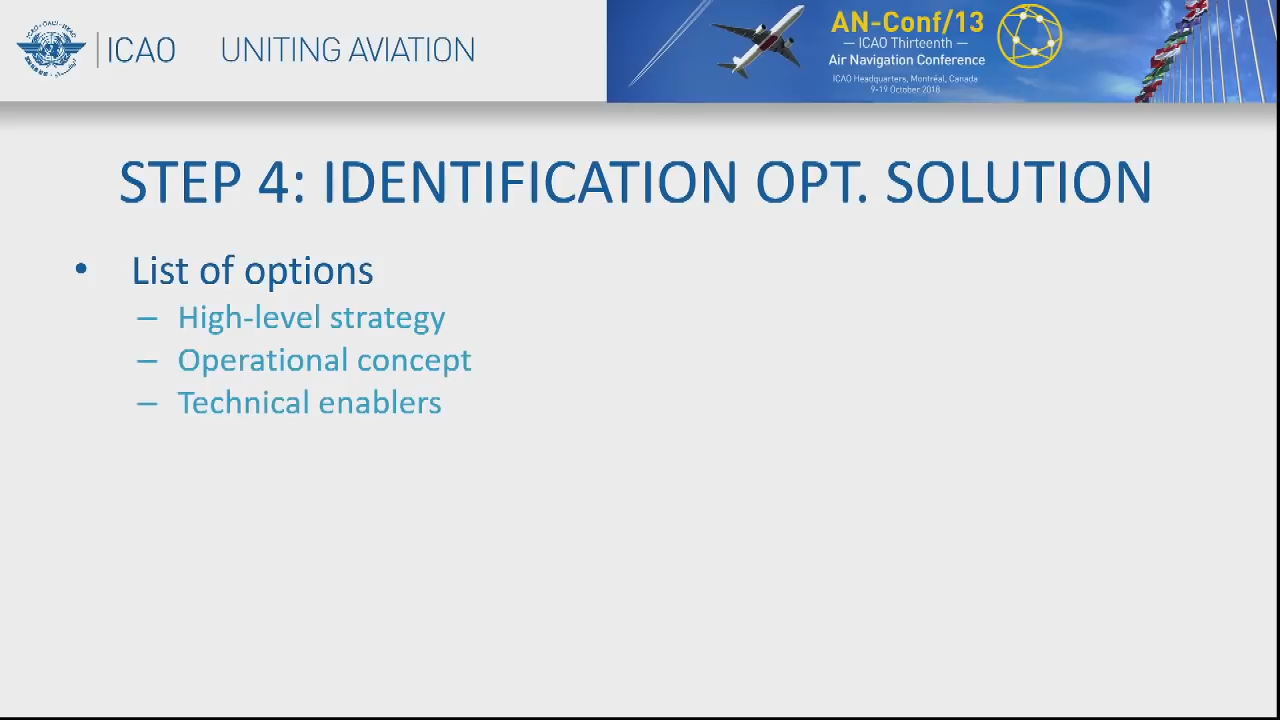 ICAO
UNITING AVIATION
AN-Conf/13
— ICAO Thirteenth —
Air Navigation Conference
ICAO Headquarters, Montréal, Canada
9-19 October 2018
STEP 4: IDENTIFICATION OPT. SOLUTION
• List of options
– High-level strategy
– Operational concept
– Technical enablers